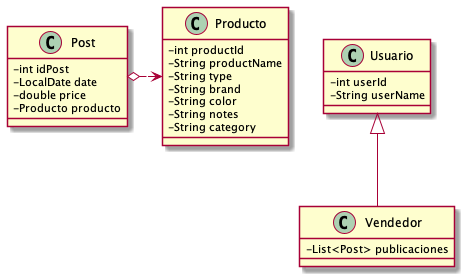 C Post
-int idPost
-LocalDate date
-double price
-Producto producto
C Producto
-int productId
-String productName
-String type
-String brand
-String color
-String notes
-String category
C Usuario
-int userId
-String userName
C Vendedor
-List<Post> publicaciones